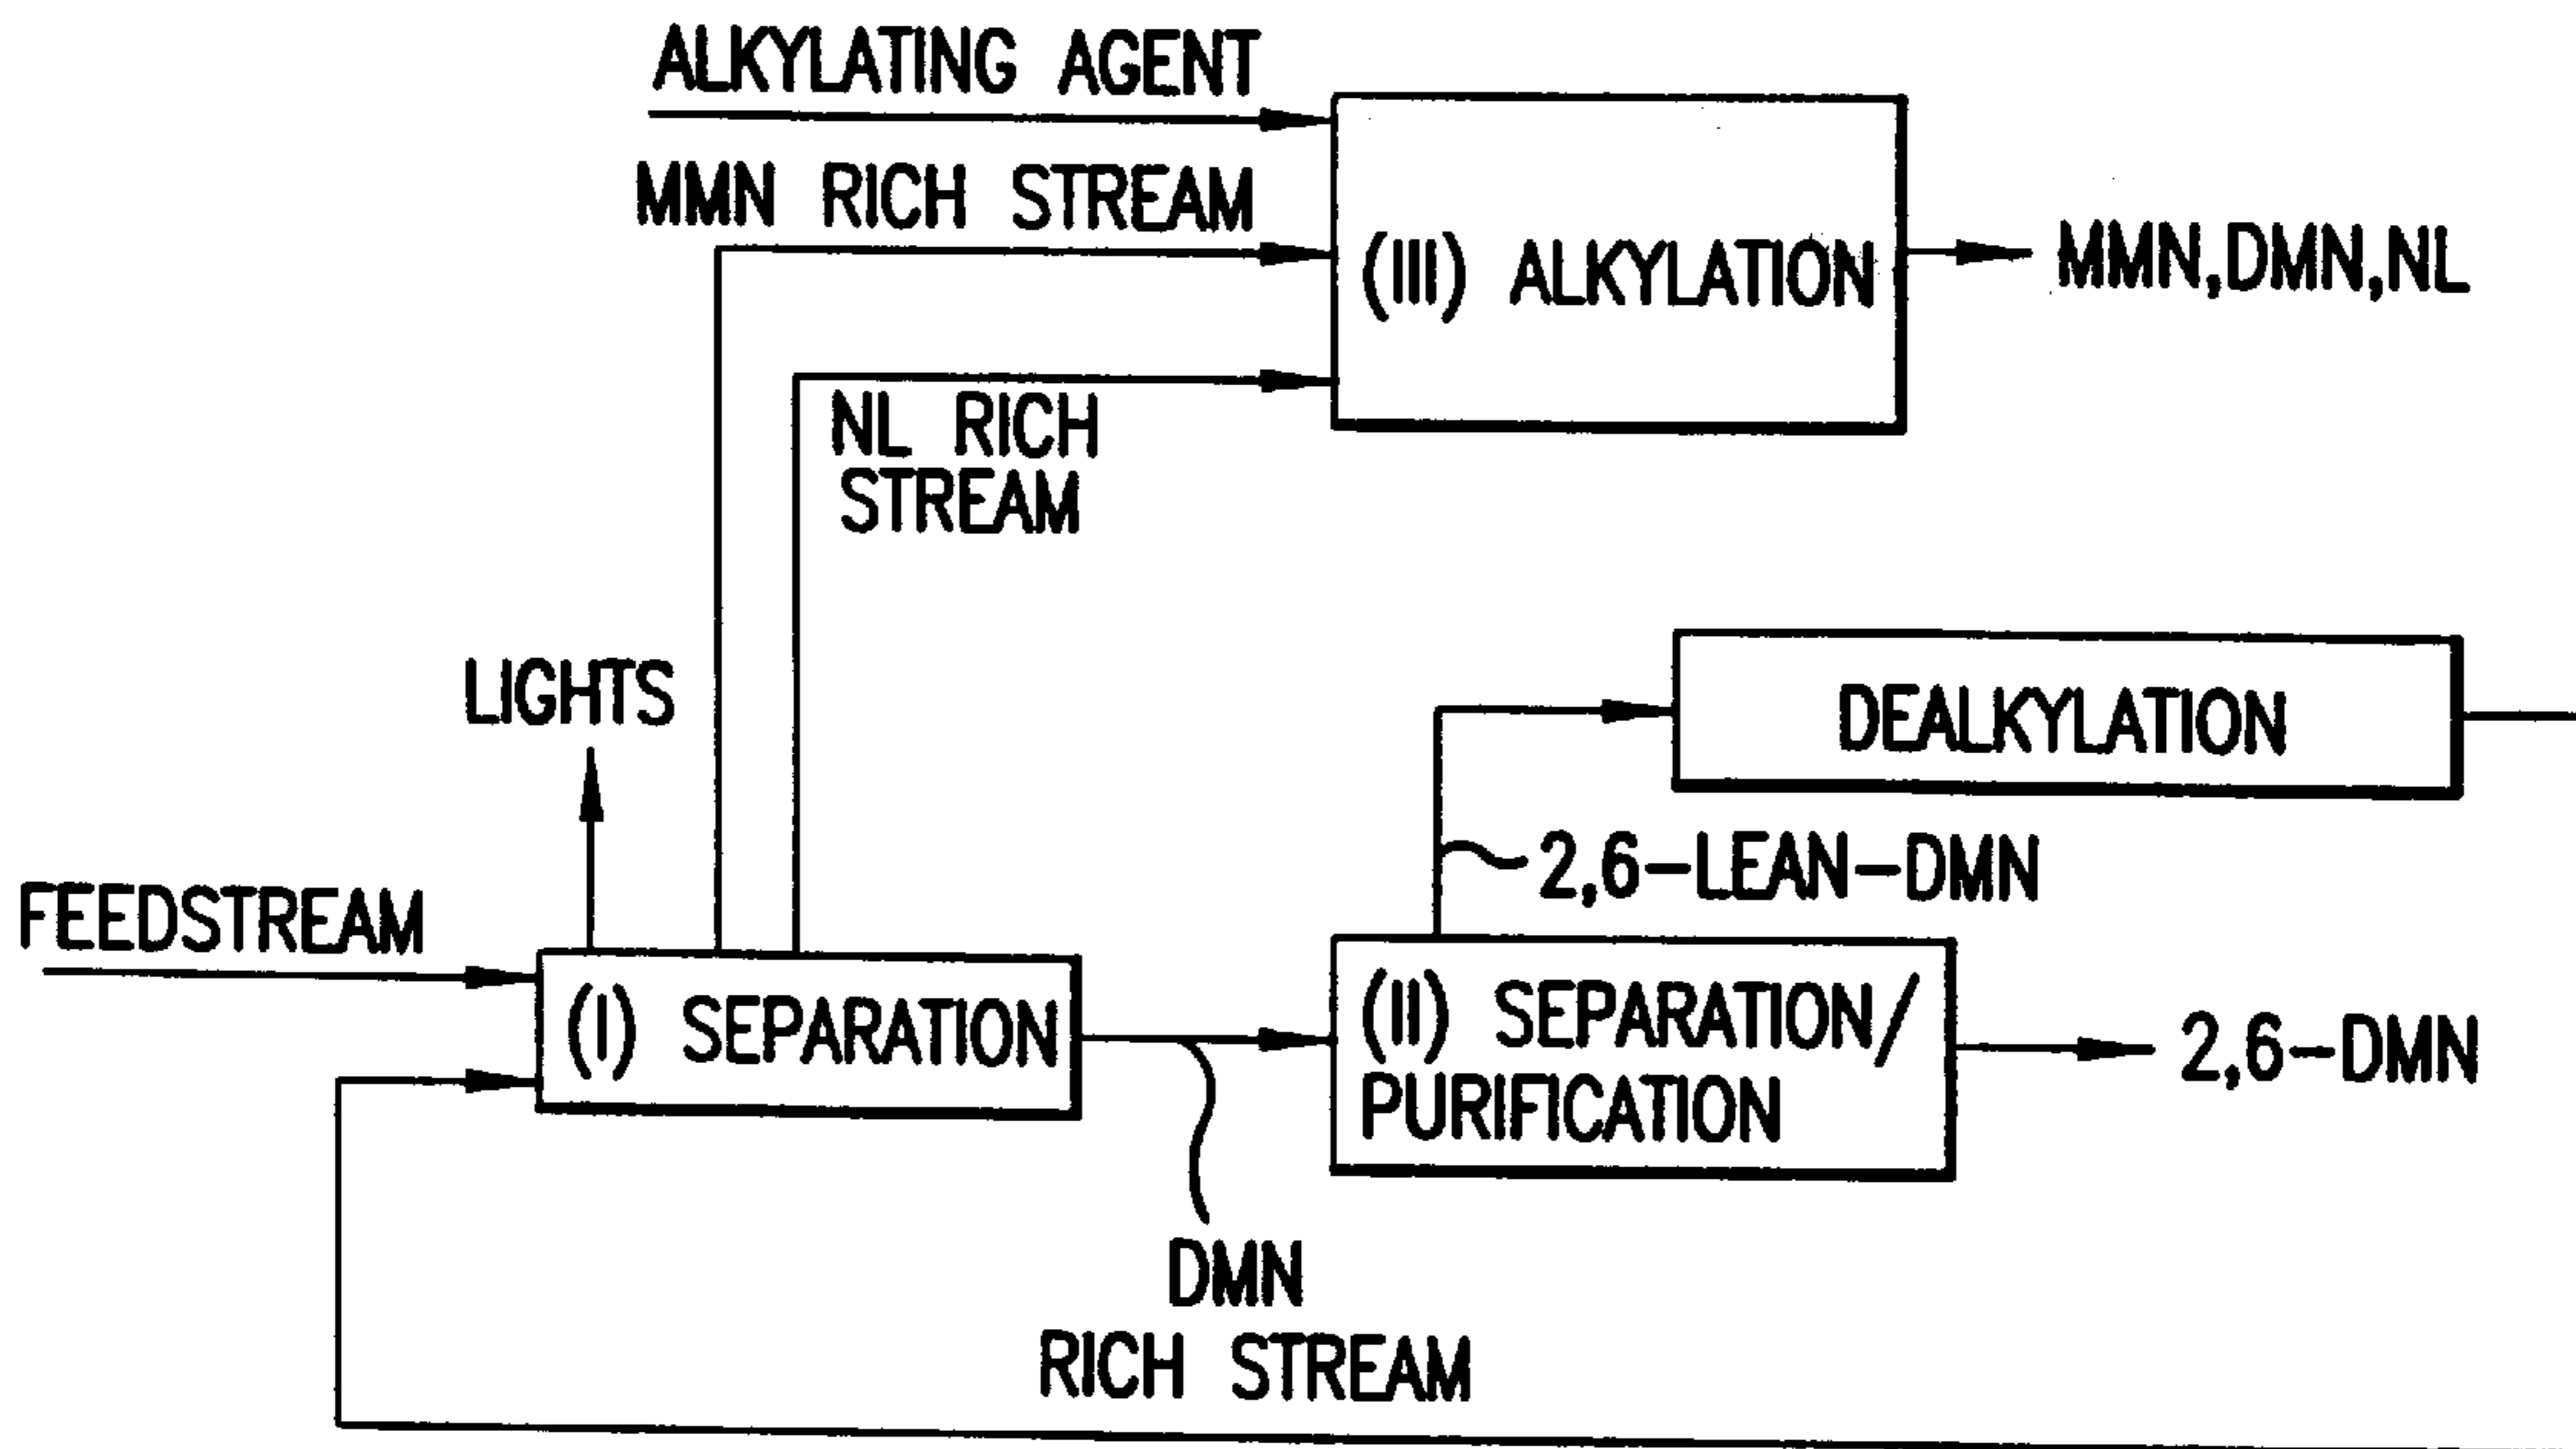 ALKYLATING AGENT
MMN RICH STREAM
(III) ALKYLATION
MMN,DMN,NL
NL RICH
STREAM
LIGHTS
DEALKYLATION
2,6-LEAN-DMN
FEEDSTREAM
(I) SEPARATION
(II) SEPARATION/
PURIFICATION
2,6-DMN
DMN
RICH STREAM